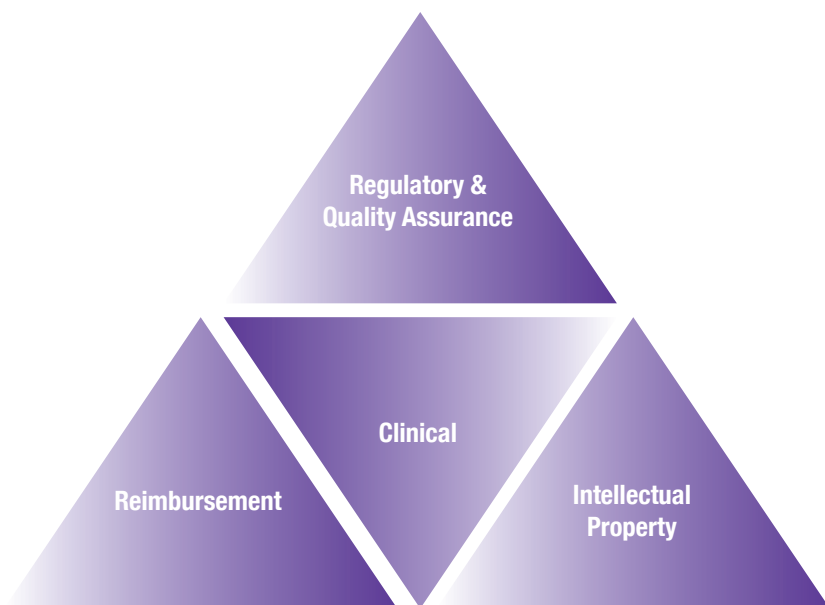 Regulatory &
Quality Assurance
Clinical
Reimbursement
Intellectual
Property